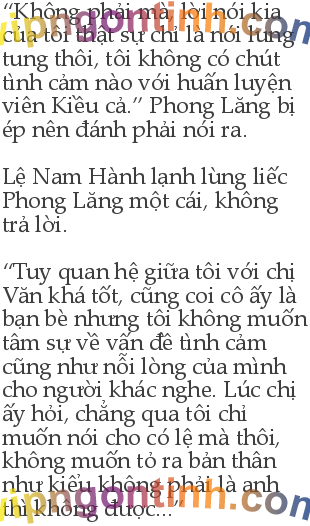 “Không phải mà, lời nói kia
của tôi thật sự chỉ là nói lung
tung thôi, tôi không có chút
tình cảm nào với huấn luyện
viên Kiều cả.” Phong Lăng bị
ép nên đánh phải nói ra.
Lệ Nam Hành lạnh lùng liếc
Phong Lăng một cái, không
trả lời.
“Tuy quan hệ giữa tôi với chị
Văn khá tốt, cũng coi cô ấy là
bạn bè nhưng tôi không muốn
tâm sự về vấn đề tình cảm
cũng như nỗi lòng của mình
cho người khác nghe. Lúc chị
ấy hỏi, chẳng qua tôi chỉ
muốn nói cho có lệ mà thôi,
không muốn tỏ ra bản thân
như kiểu không phải là anh
thì không được...”
vipngontinh.com
vipngontinh.com